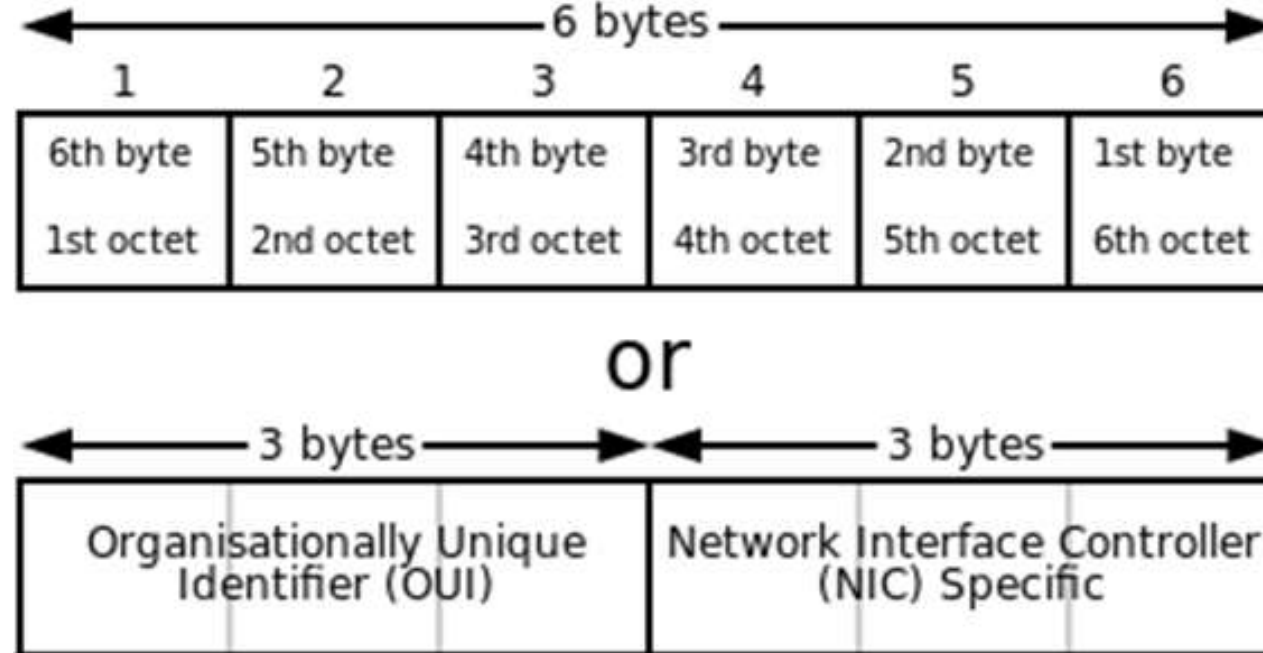 6 bytes
1 2 3 4 5 6
6th byte 5th byte 4th byte 3rd byte 2nd byte 1st byte
1st octet 2nd octet 3rd octet 4th octet 5th octet 6th octet
or
3 bytes 3 bytes
Organisationally Unique
Identifier (OUI)
Network Interface Controller
(NIC) Specific